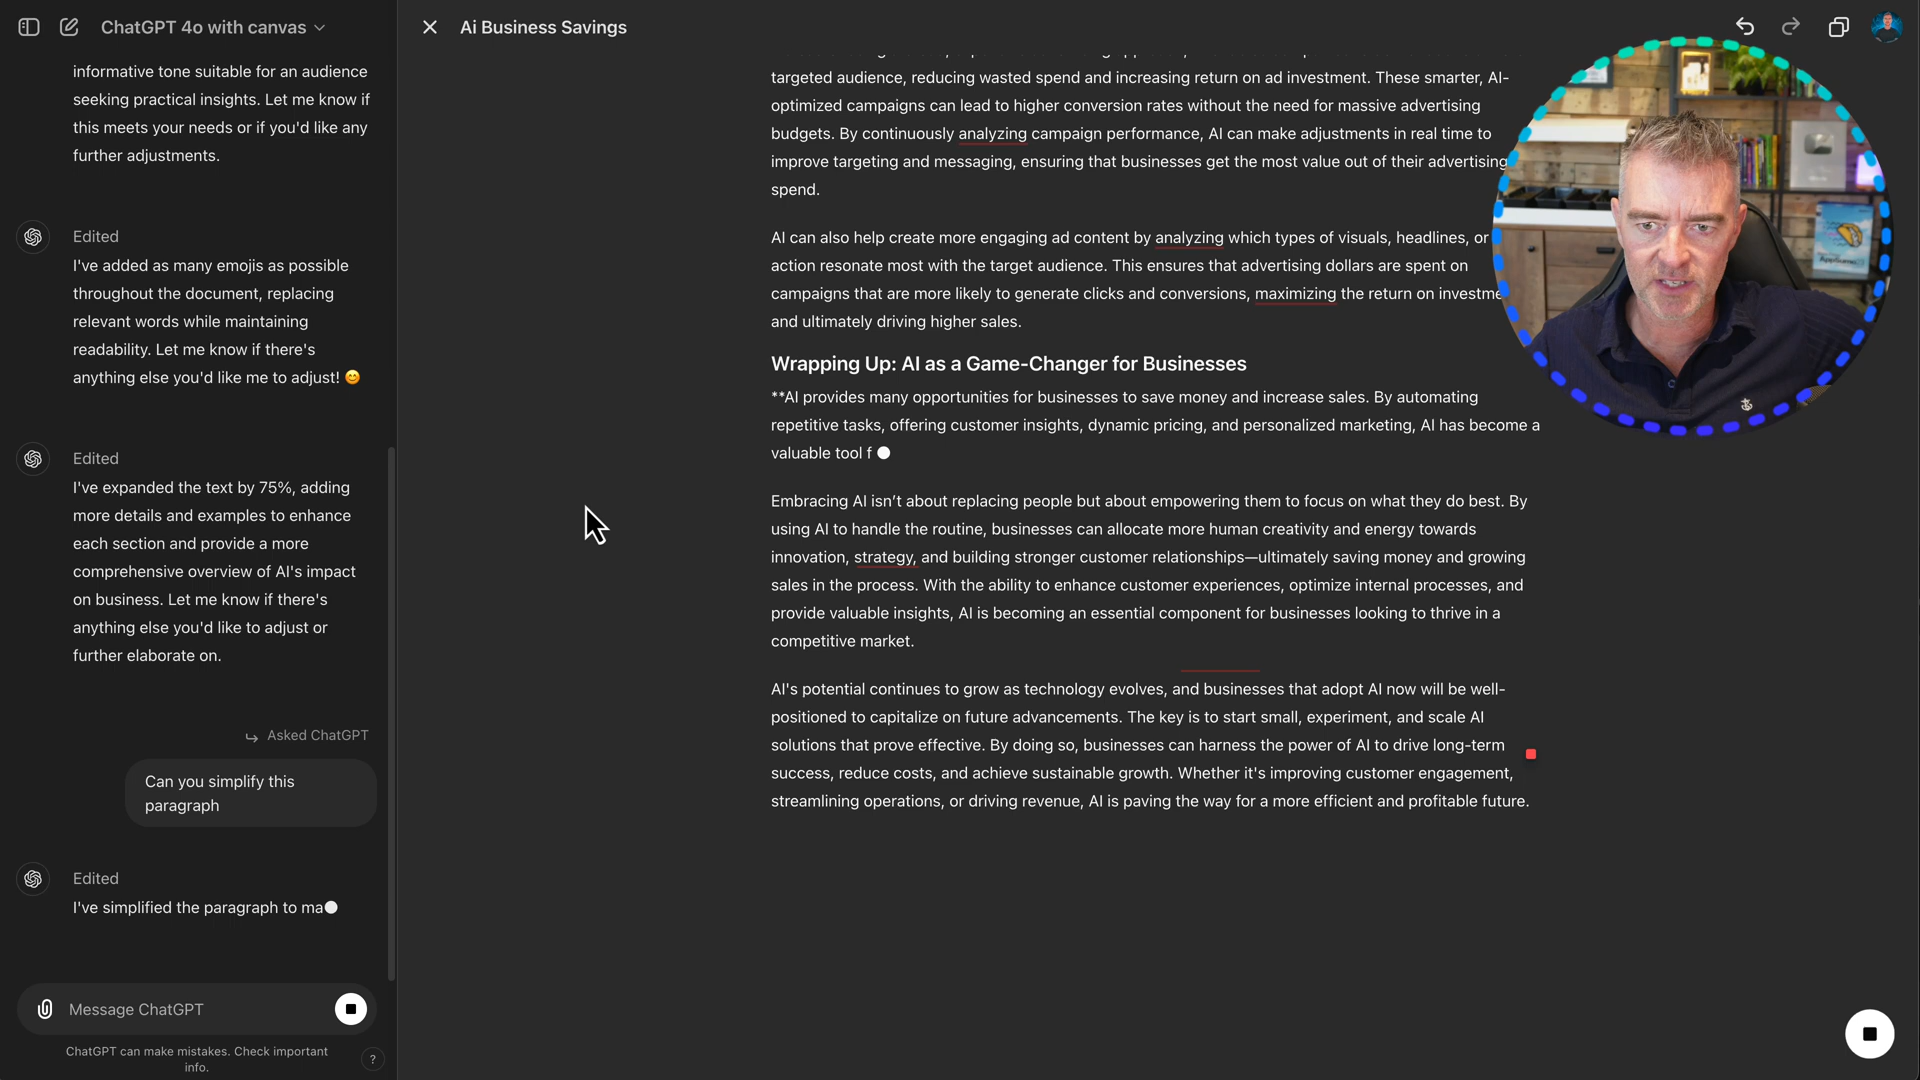 ChatGPT 4o with canvas
informative tone suitable for an audience
seeking practical insights. Let me know if
this meets your needs or if you'd like any
further adjustments.
Edited
I've added as many emojis as possible
throughout the document, replacing
relevant words while maintaining
readability. Let me know if there's
anything else you'd like me to adjust! 😊
Edited
I've expanded the text by 75%, adding
more details and examples to enhance
each section and provide a more
comprehensive overview of AI's impact
on business. Let me know if there's
anything else you'd like to adjust or
further elaborate on.
Asked ChatGPT
Can you simplify this
paragraph
Edited
I've simplified the paragraph to ma
Message ChatGPT
ChatGPT can make mistakes. Check important
info.
?
Ai Business Savings
targeted audience, reducing wasted spend and increasing return on ad investment. These smarter, AI-
optimized campaigns can lead to higher conversion rates without the need for massive advertising
budgets. By continuously analyzing campaign performance, AI can make adjustments in real time to
improve targeting and messaging, ensuring that businesses get the most value out of their advertising
spend.
AI can also help create more engaging ad content by analyzing which types of visuals, headlines, or
action resonate most with the target audience. This ensures that advertising dollars are spent on
campaigns that are more likely to generate clicks and conversions, maximizing the return on investme
and ultimately driving higher sales.
Wrapping Up: AI as a Game-Changer for Businesses
**AI provides many opportunities for businesses to save money and increase sales. By automating
repetitive tasks, offering customer insights, dynamic pricing, and personalized marketing, AI has become a
valuable tool f
Embracing AI isn’t about replacing people but about empowering them to focus on what they do best. By
using AI to handle the routine, businesses can allocate more human creativity and energy towards
innovation, strategy, and building stronger customer relationships—ultimately saving money and growing
sales in the process. With the ability to enhance customer experiences, optimize internal processes, and
provide valuable insights, AI is becoming an essential component for businesses looking to thrive in a
competitive market.
AI's potential continues to grow as technology evolves, and businesses that adopt AI now will be well-
positioned to capitalize on future advancements. The key is to start small, experiment, and scale AI
solutions that prove effective. By doing so, businesses can harness the power of AI to drive long-term
success, reduce costs, and achieve sustainable growth. Whether it's improving customer engagement,
streamlining operations, or driving revenue, AI is paving the way for a more efficient and profitable future.